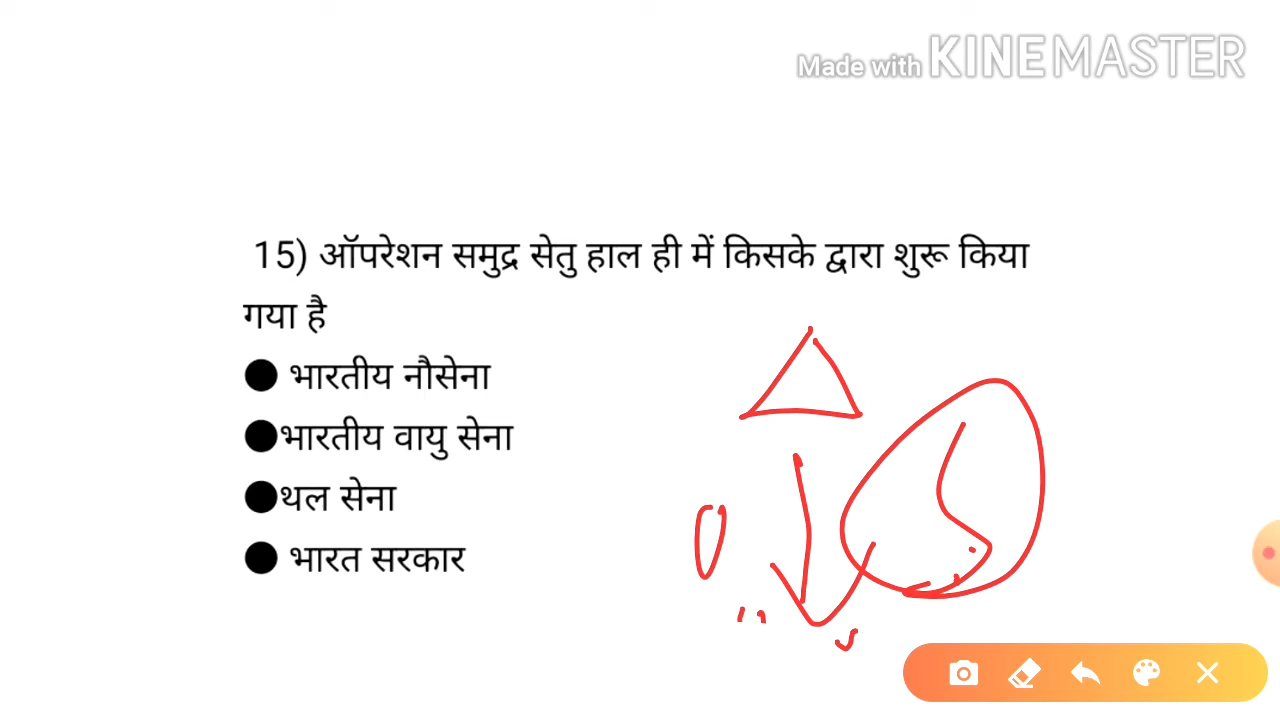 Made with KINEMASTER
15) ऑपरेशन समुद्र सेतु हाल ही में किसके द्वारा शुरू किया
गया है
● भारतीय नौसेना
●भारतीय वायु सेना
●थल सेना
● भारत सरकार